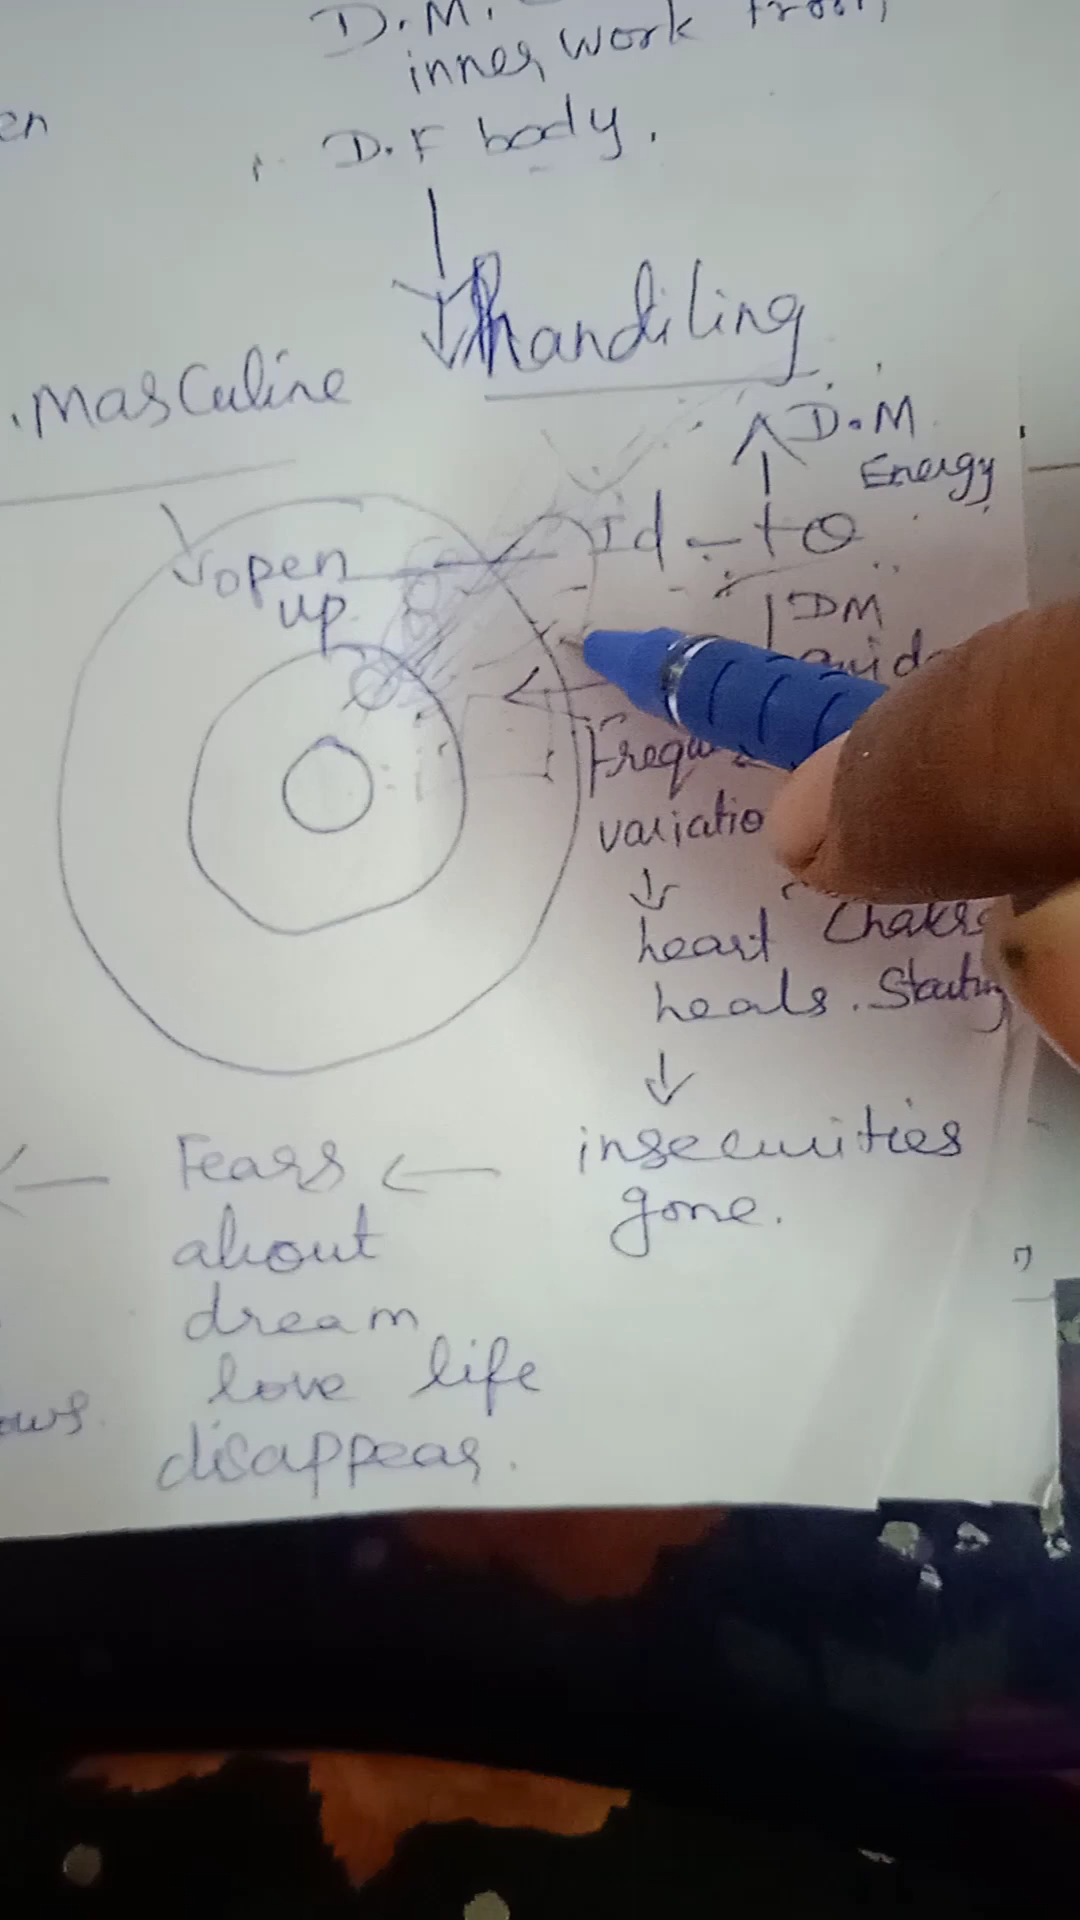 D.M.
inner work from
en
D.F body.
handiling
.Masculine
D.M.
Energy
open
up.
Id - to
DM
variatio
heart Chakra
heals. Starting
insecurities
gone.
Fears
about
dream
love life
disappear.